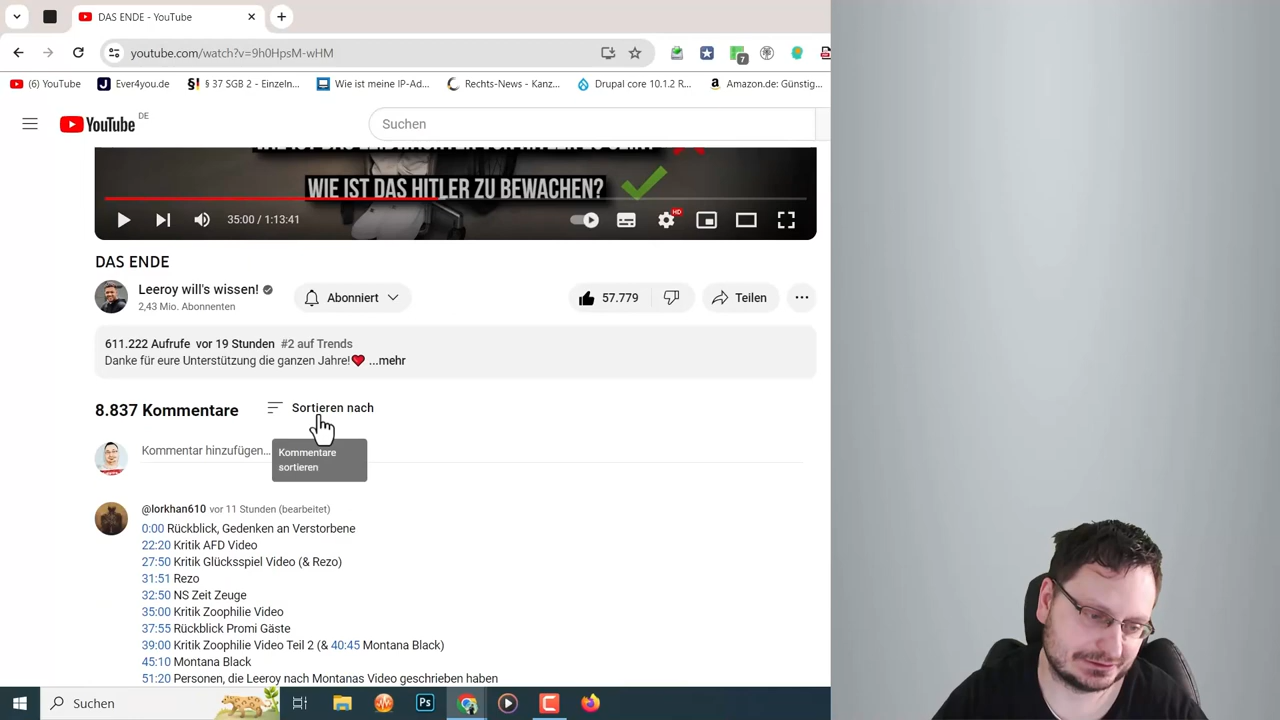 DAS ENDE - YouTube
youtube.com/watch?v=9h0HpsM-wHM
7
(6) YouTube
Ever4you.de
§ 37 SGB 2 - Einzeln...
Wie ist meine IP-Ad...
Rechts-News - Kanz...
Drupal core 10.1.2 R...
Amazon.de: Günstig...
YouTube DE
Suchen
WIE IST DAS HITLER ZU BEWACHEN?
35:00 / 1:13:41
HD
DAS ENDE
Leeroy will's wissen!
2,43 Mio. Abonnenten
Abonniert
57.779
Teilen
611.222 Aufrufe vor 19 Stunden #2 auf Trends
Danke für eure Unterstützung die ganzen Jahre!❤ ...mehr
8.837 Kommentare
Sortieren nach
Kommentar hinzufügen...
Kommentare
sortieren
@lorkhan610 vor 11 Stunden (bearbeitet)
0:00 Rückblick, Gedenken an Verstorbene
22:20 Kritik AFD Video
27:50 Kritik Glücksspiel Video (& Rezo)
31:51 Rezo
32:50 NS Zeit Zeuge
35:00 Kritik Zoophilie Video
37:55 Rückblick Promi Gäste
39:00 Kritik Zoophilie Video Teil 2 (& 40:45 Montana Black)
45:10 Montana Black
51:20 Personen, die Leeroy nach Montanas Video geschrieben haben
Suchen
Ps